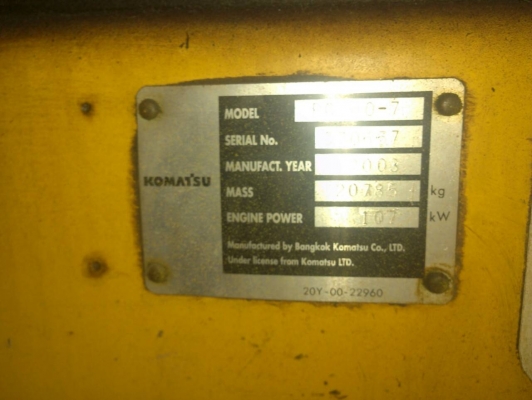 MODEL
SERIAL No.
MANUFACT. YEAR 2003
KOMATSU
MASS kg
ENGINE POWER 107 kW
Manufactured by Bangkok Komatsu Co., LTD.
Under license from Komatsu LTD.
20Y-00-22960